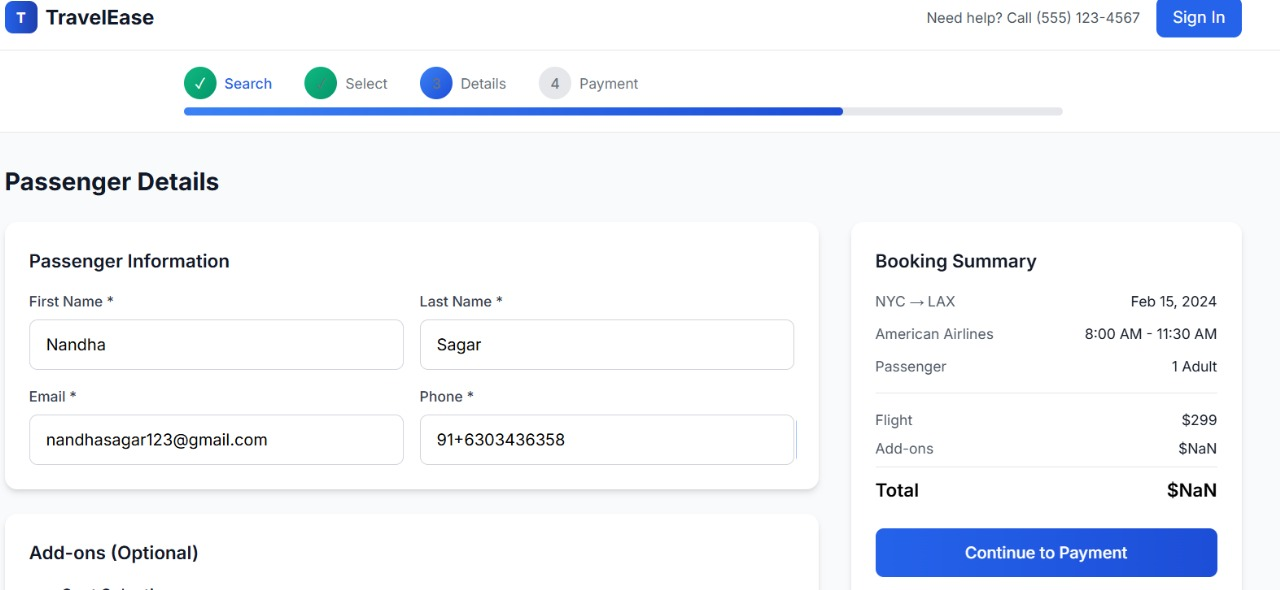 T TravelEase
Need help? Call (555) 123-4567 Sign In
✓ Search Select 3 Details 4 Payment
Passenger Details
Passenger Information
First Name * Last Name *
Nandha Sagar
Email * Phone *
nandhasagar123@gmail.com 91+6303436358
Add-ons (Optional)
Booking Summary
NYC → LAX Feb 15, 2024
American Airlines 8:00 AM - 11:30 AM
Passenger 1 Adult
Flight $299
Add-ons $NaN
Total $NaN
Continue to Payment